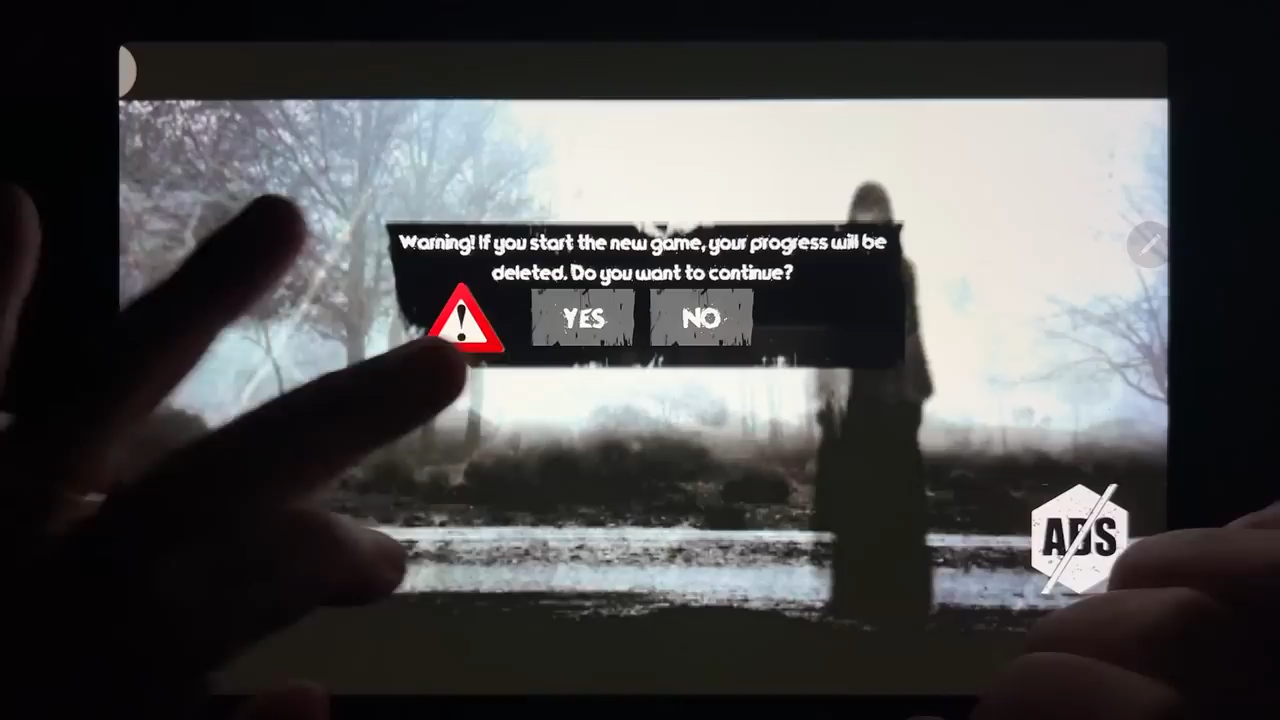 Warning! If you start the new game, your progress will be
deleted. Do you want to continue?
!
YES NO
ADS